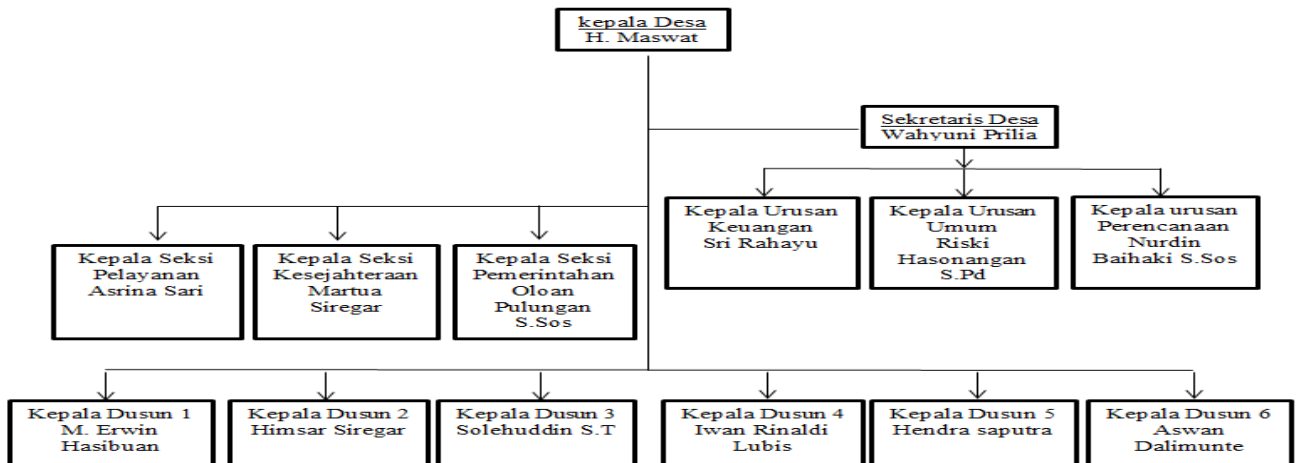 kepala Desa
H. Maswat
Sekretaris Desa
Wahyuni Prilia
Kepala Urusan
Keuangan
Sri Rahayu
Kepala Urusan
Umum
Riski
Hasonangan
S.Pd
Kepala urusan
Perencanaan
Nurdin
Baihaki S.Sos
Kepala Seksi
Pelayanan
Asrina Sari
Kepala Seksi
Kesejahteraan
Martua
Siregar
Kepala Seksi
Pemerintahan
Oloan
Pulungan
S.Sos
Kepala Dusun 1
M. Erwin
Hasibuan
Kepala Dusun 2
Himsar Siregar
Kepala Dusun 3
Solehuddin S.T
Kepala Dusun 4
Iwan Rinaldi
Lubis
Kepala Dusun 5
Hendra saputra
Kepala Dusun 6
Aswan
Dalimunte